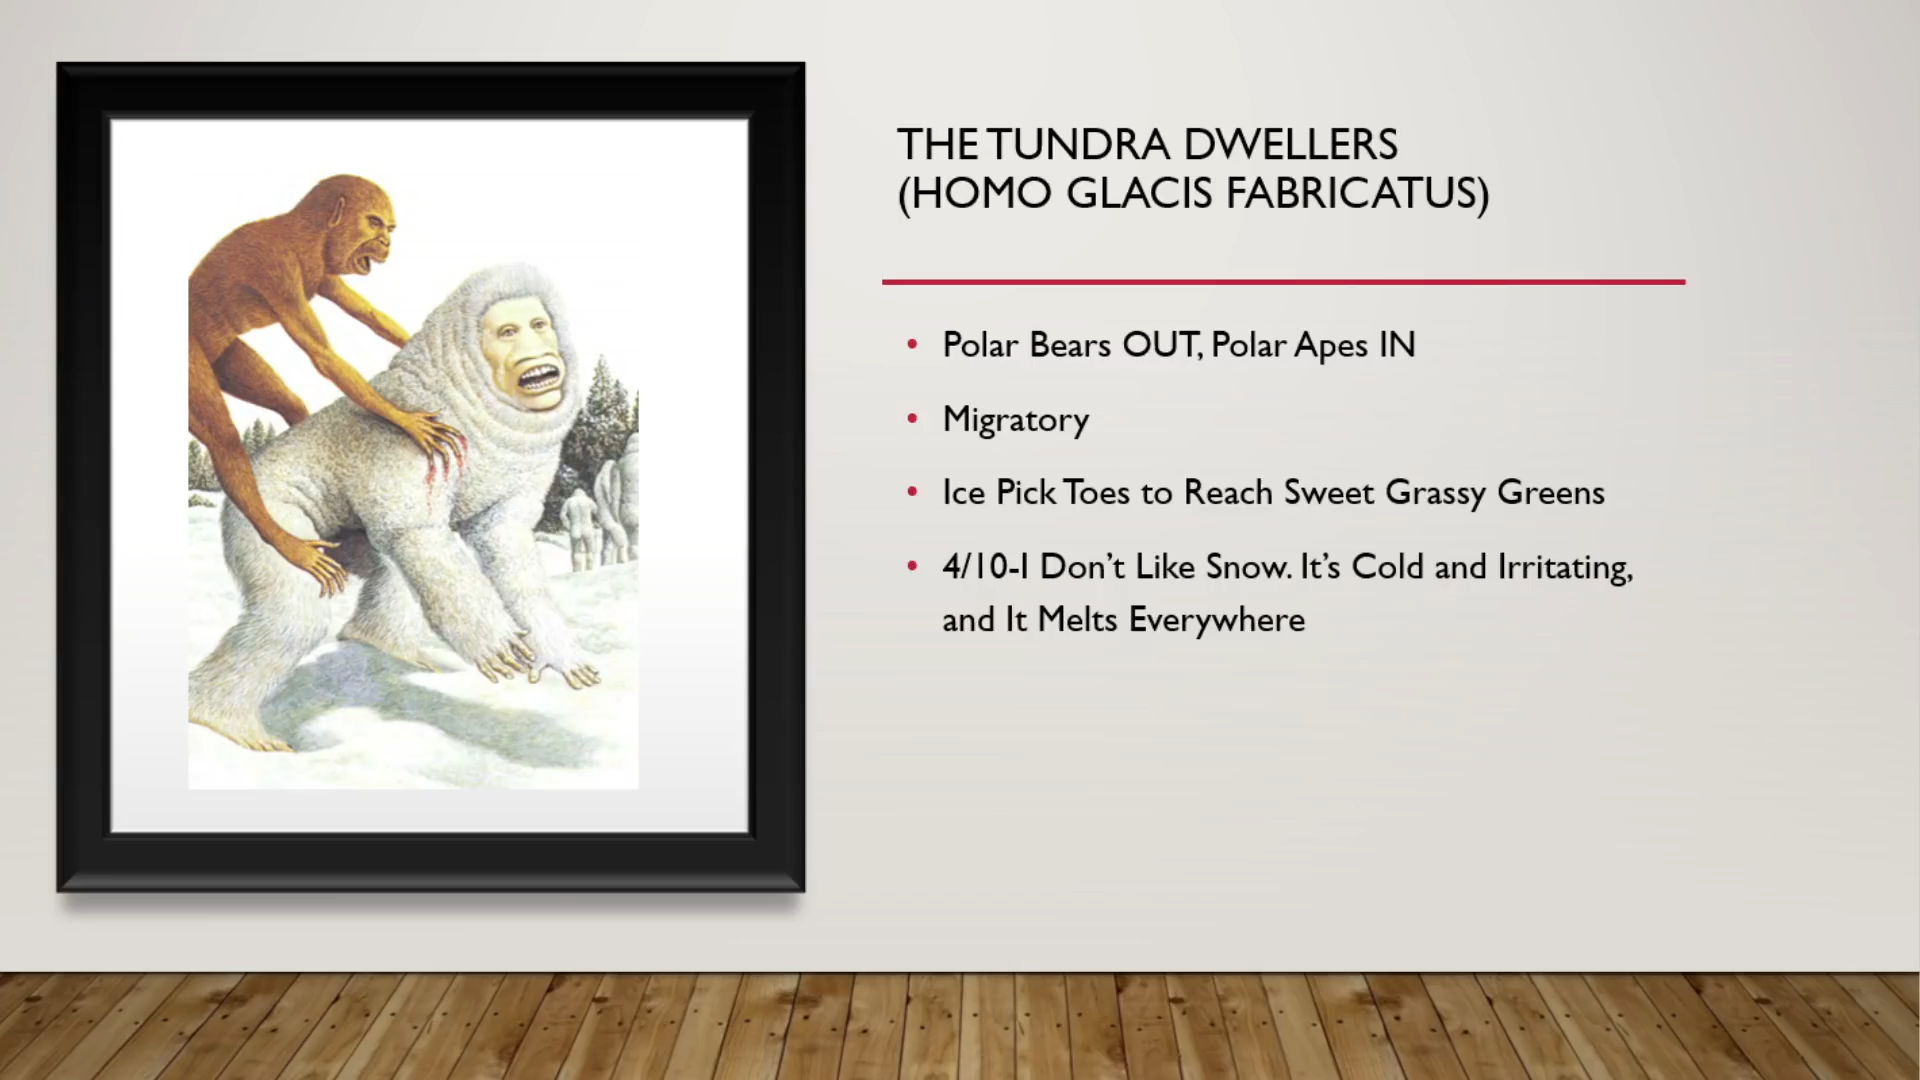 THE TUNDRA DWELLERS
(HOMO GLACIS FABRICATUS)
• Polar Bears OUT, Polar Apes IN
• Migratory
• Ice Pick Toes to Reach Sweet Grassy Greens
• 4/10-I Don’t Like Snow. It’s Cold and Irritating,
and It Melts Everywhere